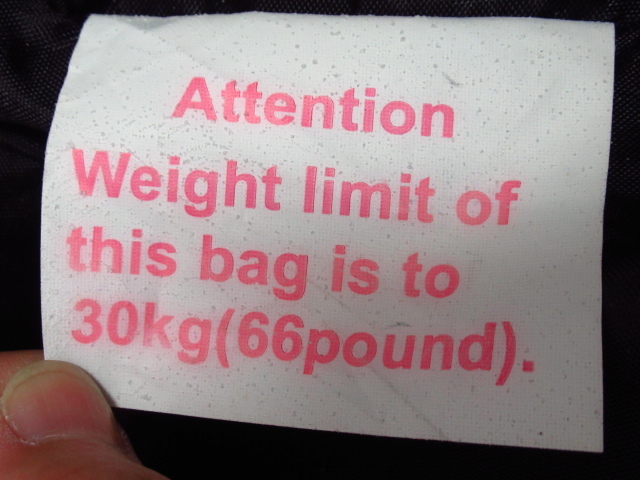 Attention
Weight limit of
this bag is to
30kg(66pound).